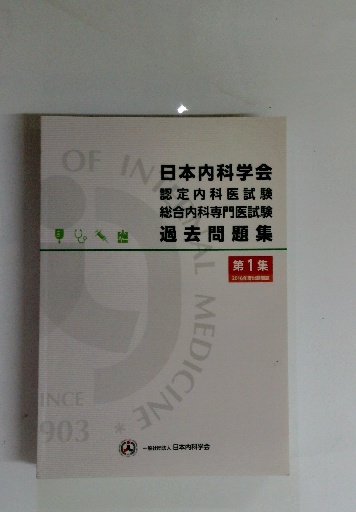 日本内科学会
認定内科医試験
総合内科専門医試験
過去問題集
第1集
OF IN
AL MEDICINE *
SINCE
1903
一般社団法人 日本内科学会